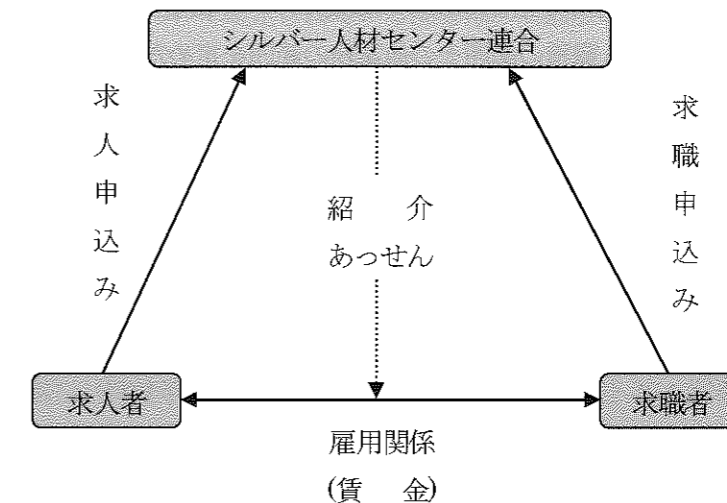 シルバー人材センター連合
求人申込み
求職申込み
紹　介
あっせん
求人者
求職者
雇用関係
(賃　金)